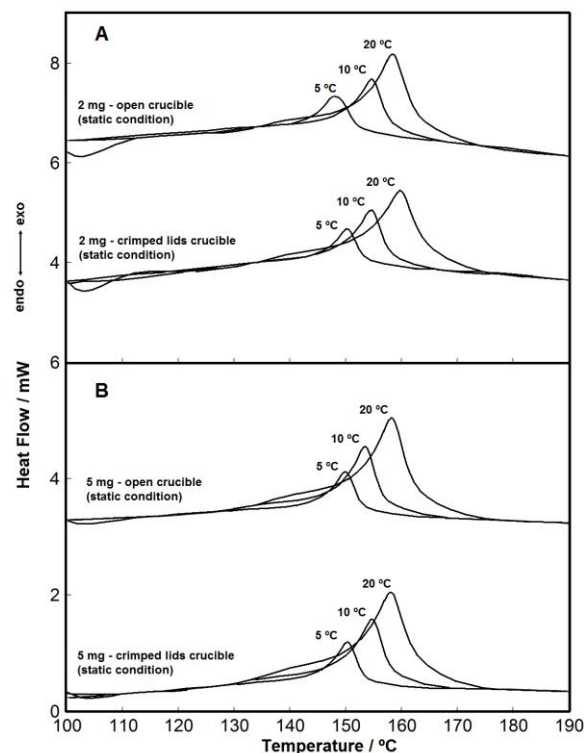 A
8
20 ºC
10 ºC
5 ºC
2 mg - open crucible
(static condition)
6
20 ºC
10 ºC
5 ºC
2 mg - crimped lids crucible
(static condition)
4
endo ⟷ exo
Heat Flow / mW
6
B
20 ºC
10 ºC
5 ºC
5 mg - open crucible
(static condition)
4
2
20 ºC
10 ºC
5 ºC
5 mg - crimped lids crucible
(static condition)
0
100 110 120 130 140 150 160 170 180 190
Temperature / ºC